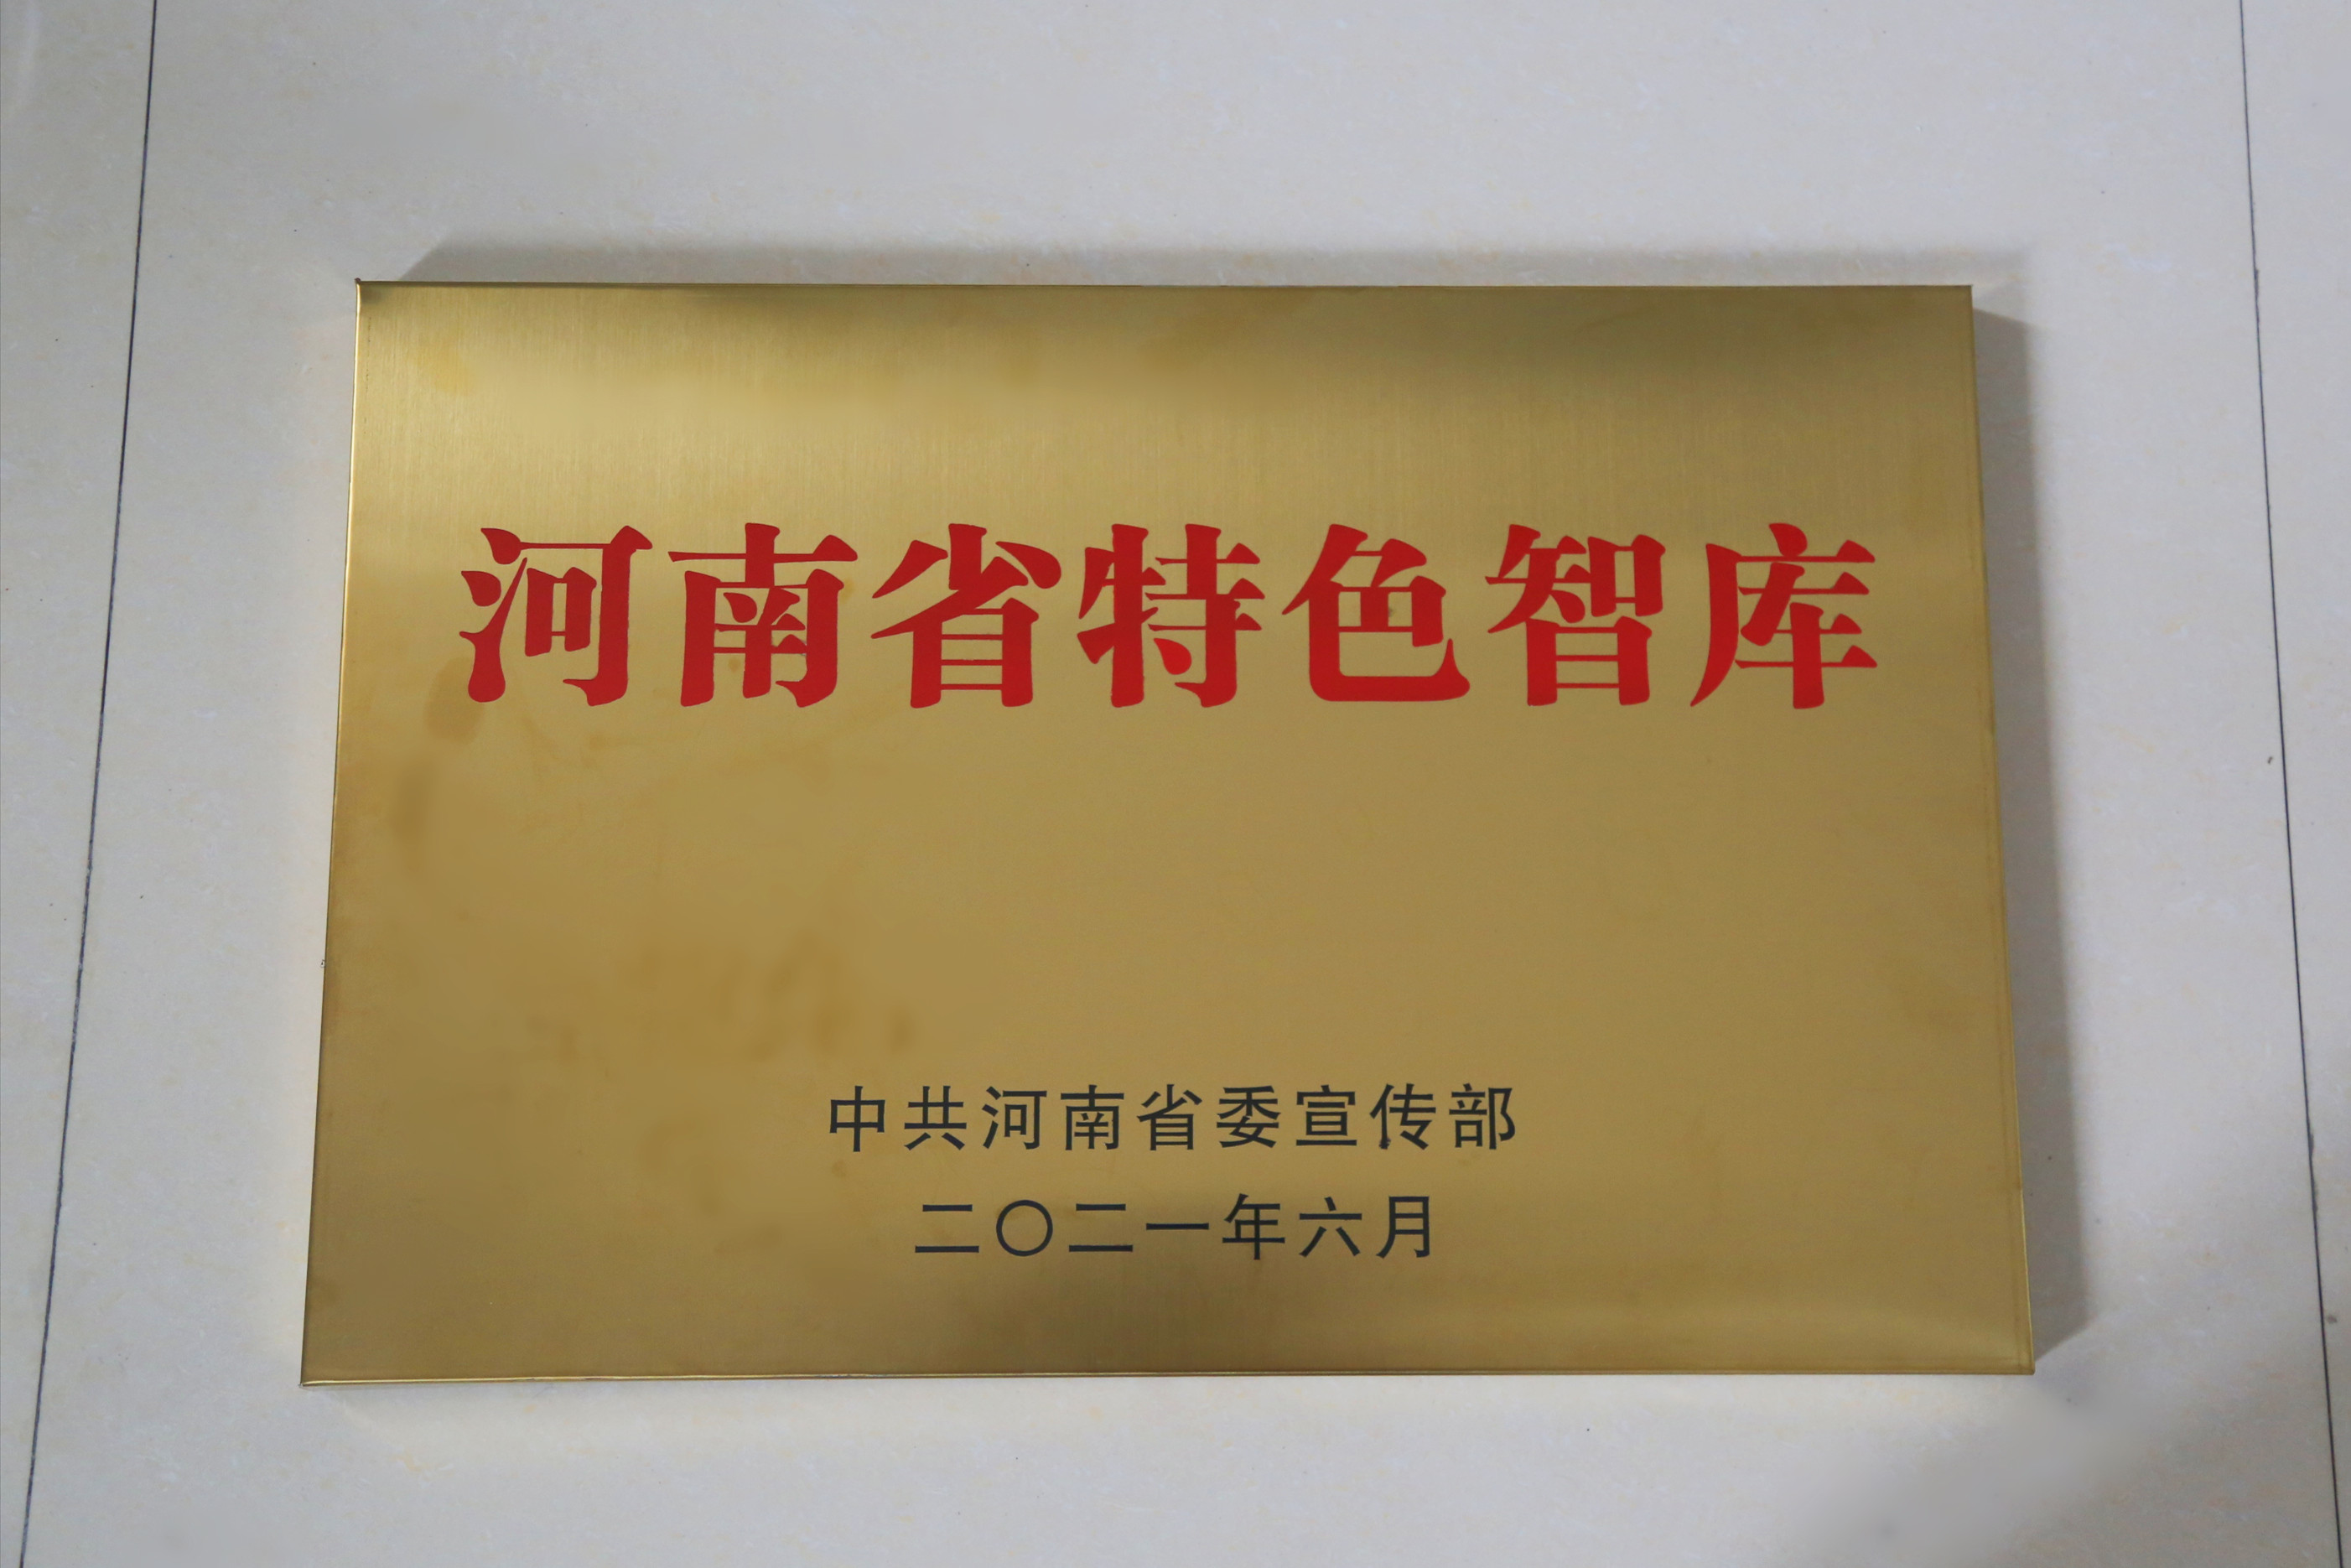 河南省特色智库
中共河南省委宣传部
二〇二一年六月